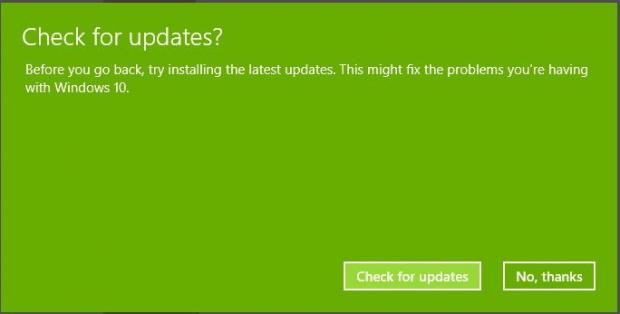 Check for updates?
Before you go back, try installing the latest updates. This might fix the problems you're having
with Windows 10.
Check for updates
No, thanks